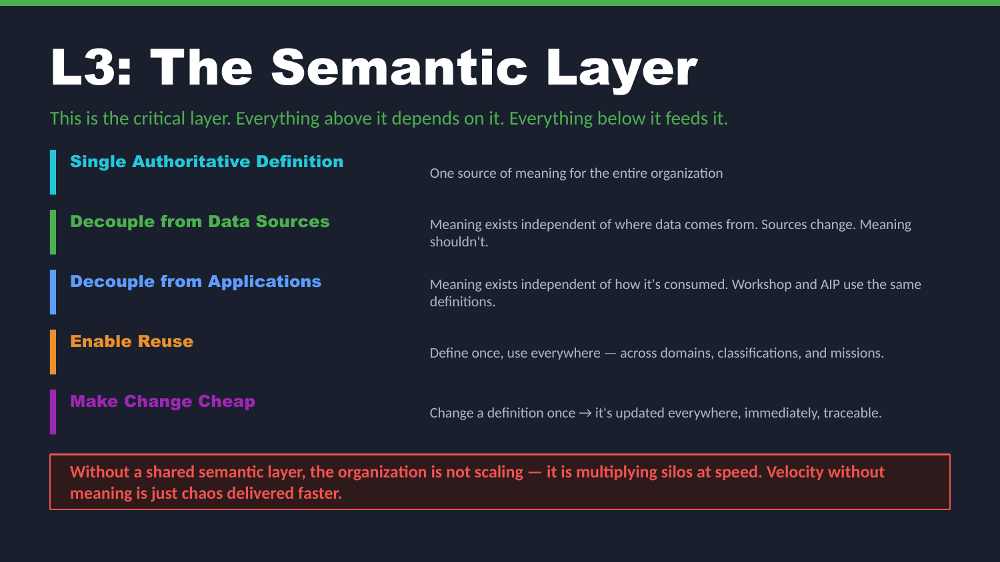 L3: The Semantic Layer
This is the critical layer. Everything above it depends on it. Everything below it feeds it.
Single Authoritative Definition
One source of meaning for the entire organization
Decouple from Data Sources
Meaning exists independent of where data comes from. Sources change. Meaning
shouldn't.
Decouple from Applications
Meaning exists independent of how it's consumed. Workshop and AIP use the same
definitions.
Enable Reuse
Define once, use everywhere — across domains, classifications, and missions.
Make Change Cheap
Change a definition once → it's updated everywhere, immediately, traceable.
Without a shared semantic layer, the organization is not scaling — it is multiplying silos at speed. Velocity without
meaning is just chaos delivered faster.